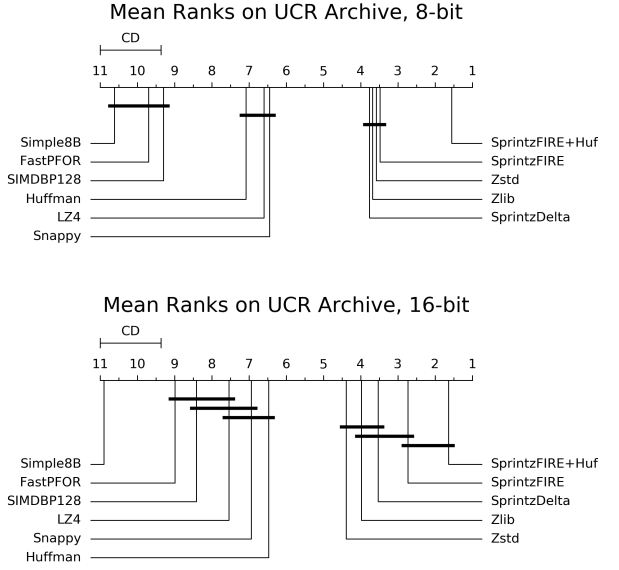 Mean Ranks on UCR Archive, 8-bit
CD
11 10 9 8 7 6 5 4 3 2 1
Simple8B SprintzFIRE+Huf
FastPFOR SprintzFIRE
SIMDBP128 Zstd
Huffman Zlib
LZ4 SprintzDelta
Snappy
Mean Ranks on UCR Archive, 16-bit
CD
11 10 9 8 7 6 5 4 3 2 1
Simple8B SprintzFIRE+Huf
FastPFOR SprintzFIRE
SIMDBP128 SprintzDelta
LZ4 Zlib
Snappy Zstd
Huffman